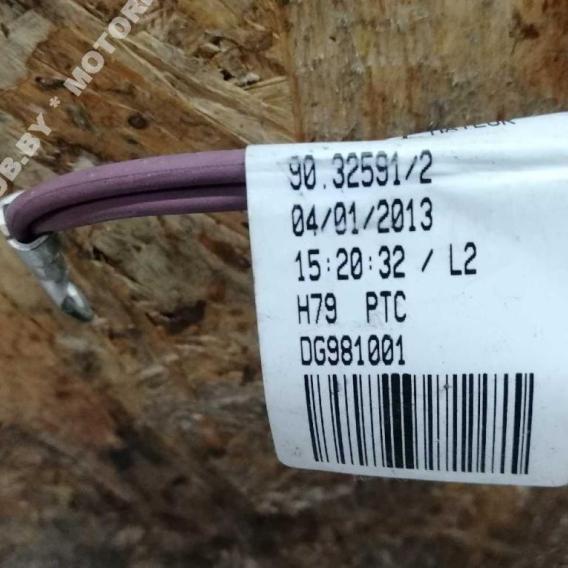 90.32591/2
04/01/2013
15:20:32 / L2
H79 PTC
DG981001